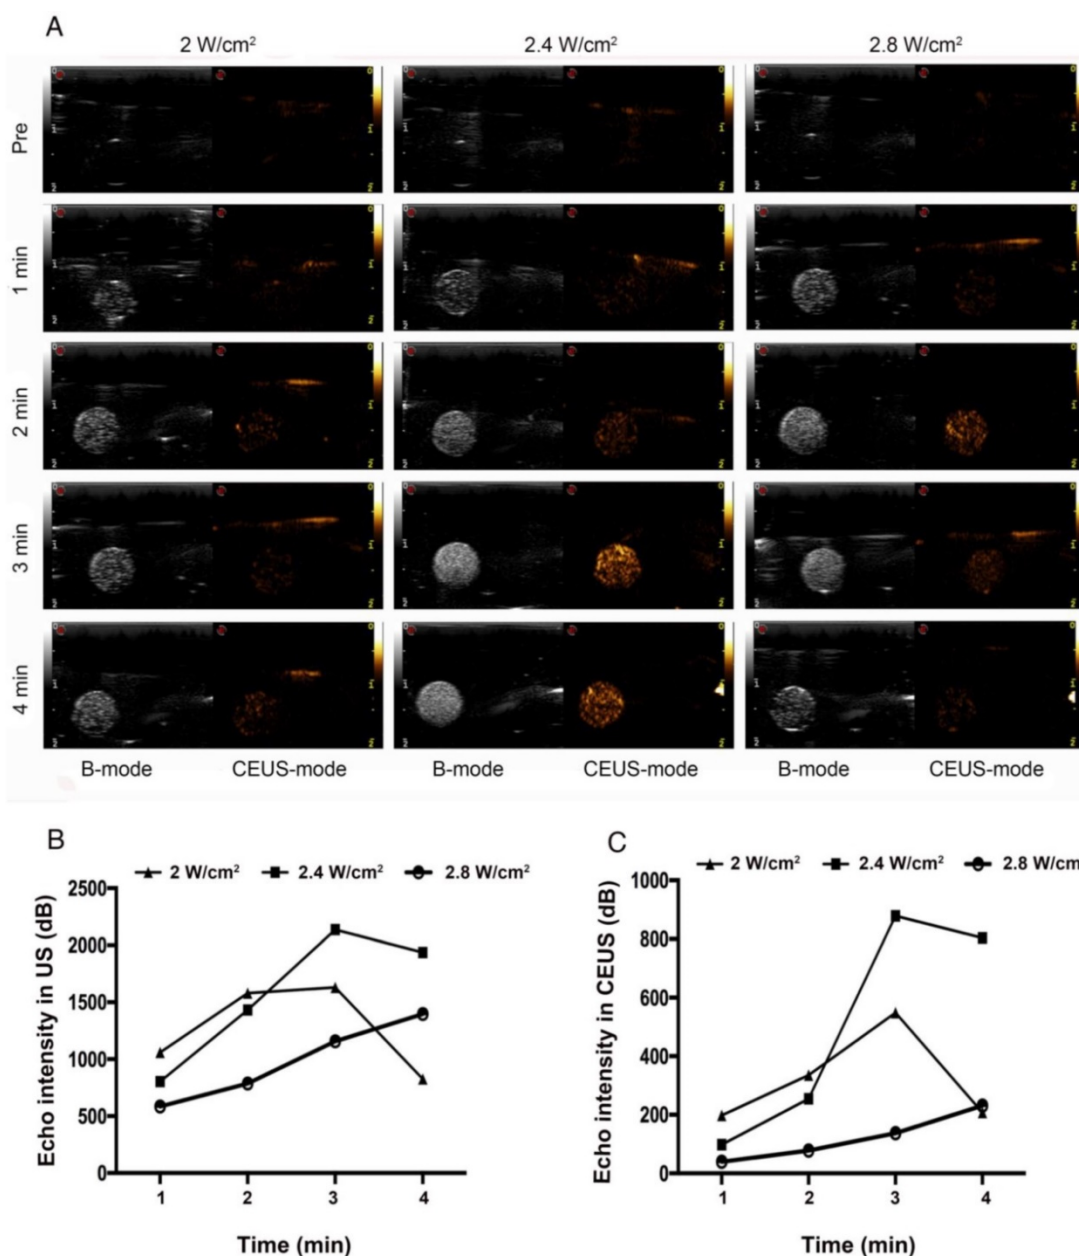 A
2 W/cm² 2.4 W/cm² 2.8 W/cm²
Pre
1 min
2 min
3 min
4 min
B-mode CEUS-mode B-mode CEUS-mode B-mode CEUS-mode
B
2 W/cm² 2.4 W/cm² 2.8 W/cm²
Echo intensity in US (dB)
2500
2000
1500
1000
500
0
1 2 3 4
Time (min)
C
2 W/cm² 2.4 W/cm² 2.8 W/cm
Echo intensity in CEUS (dB)
1000
800
600
400
200
0
1 2 3 4
Time (min)